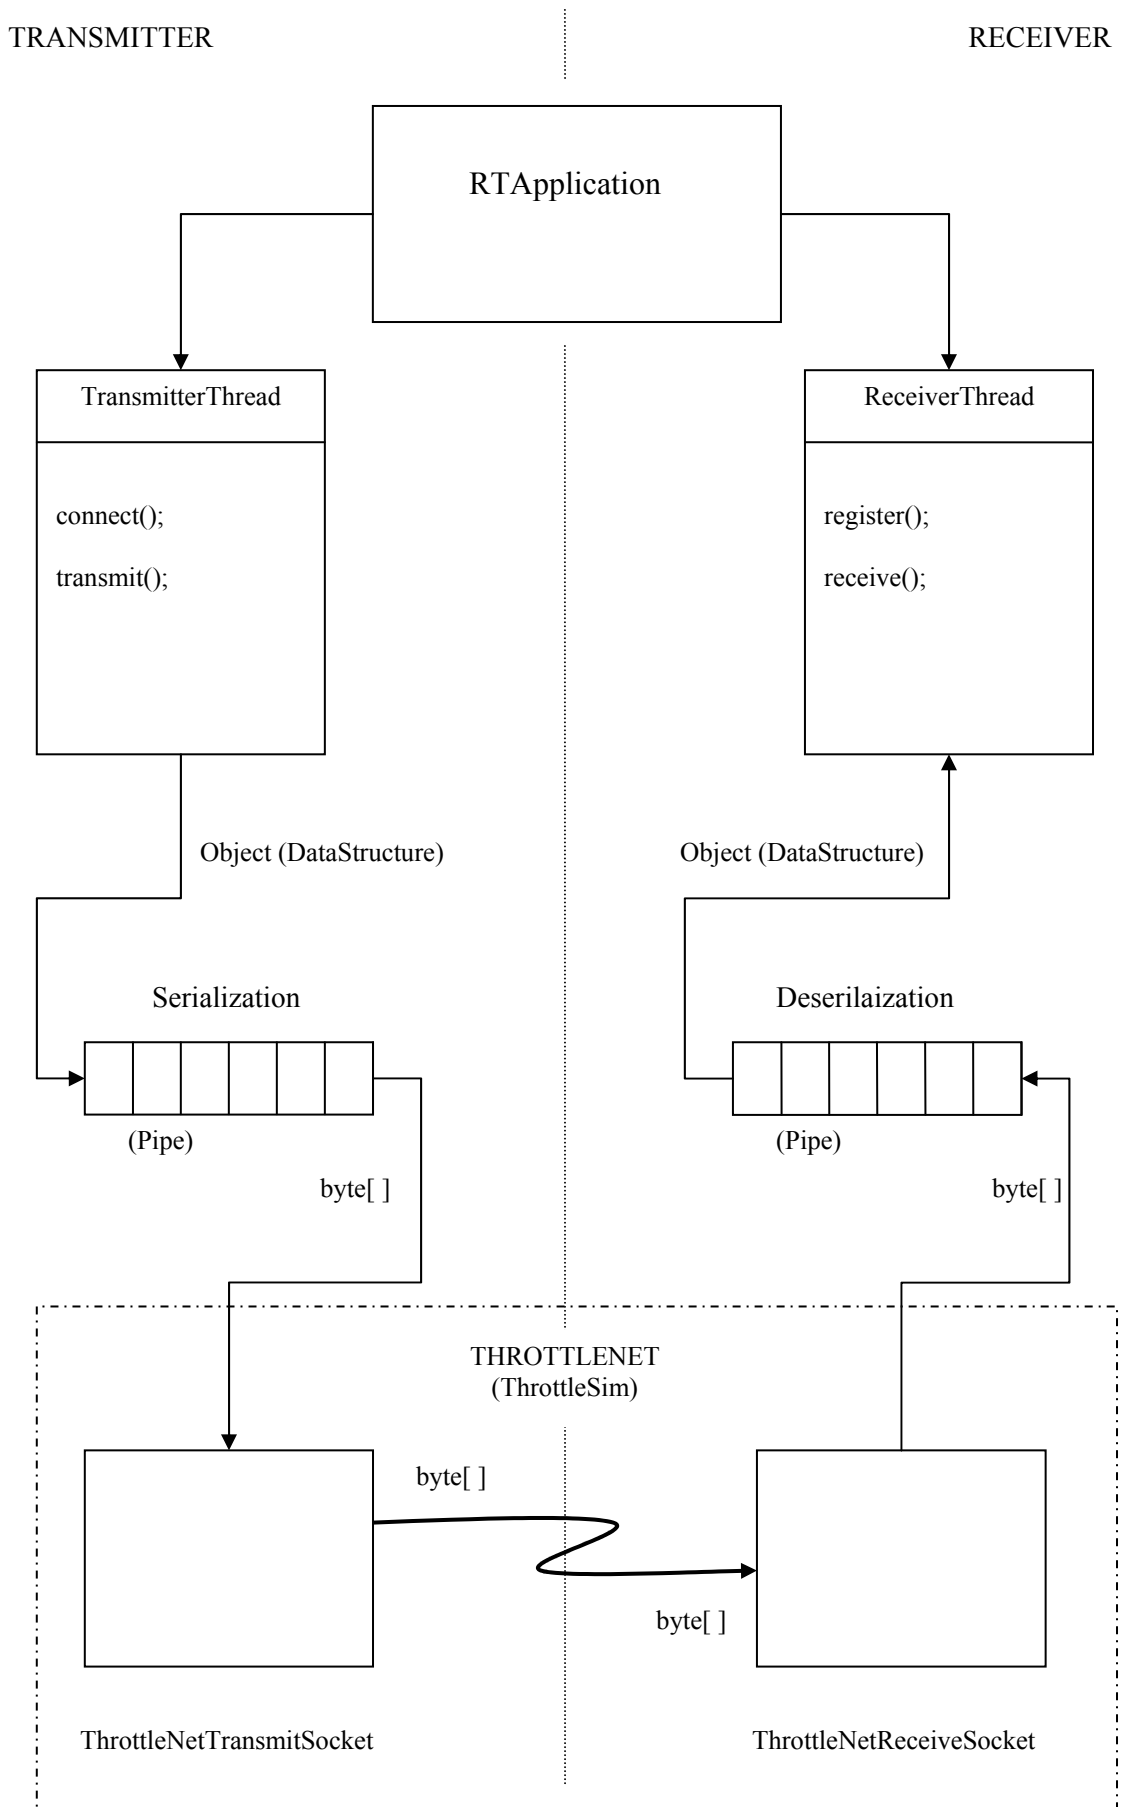 TRANSMITTER
RECEIVER
RTApplication
TransmitterThread
ReceiverThread
connect();
register();
transmit();
receive();
Object (DataStructure)
Object (DataStructure)
Serialization
Deserilaization
(Pipe)
(Pipe)
byte[ ]
byte[ ]
THROTTLENET
(ThrottleSim)
byte[ ]
byte[ ]
ThrottleNetTransmitSocket
ThrottleNetReceiveSocket